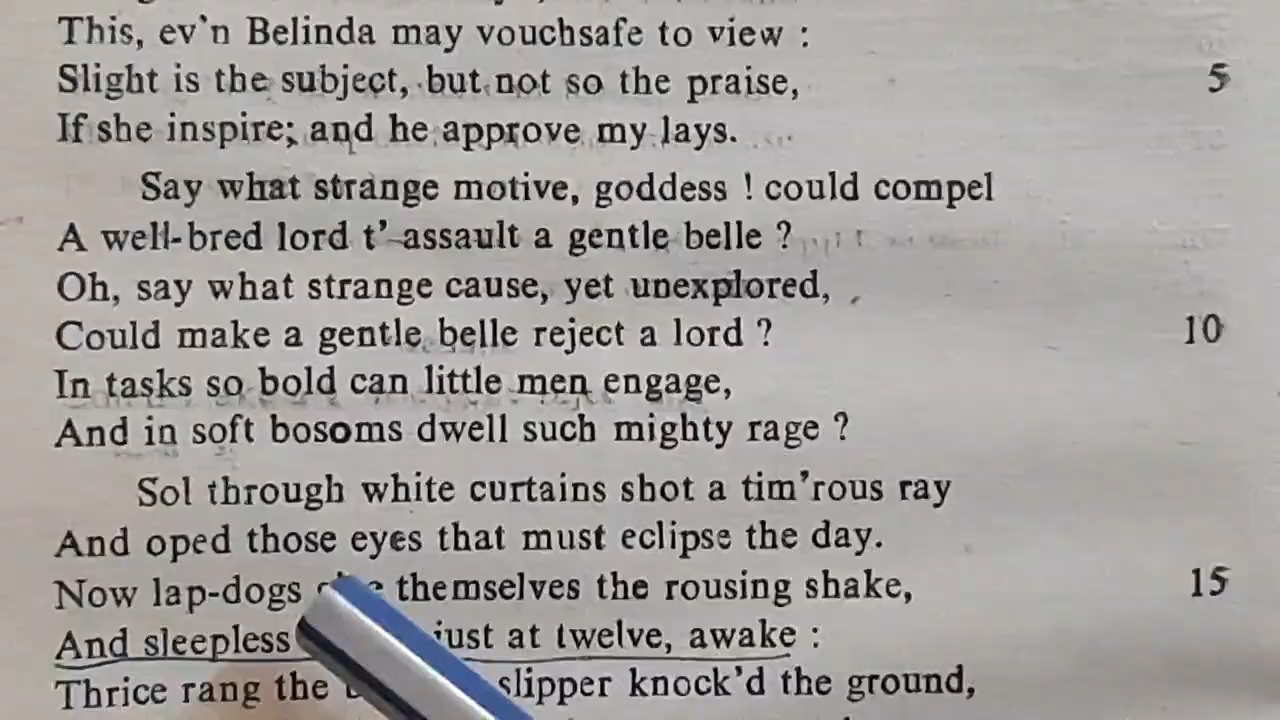 This, ev'n Belinda may vouchsafe to view :
Slight is the subject, but not so the praise, 5
If she inspire; and he approve my lays.
Say what strange motive, goddess ! could compel
A well-bred lord t' assault a gentle belle ?
Oh, say what strange cause, yet unexplored,
Could make a gentle belle reject a lord ? 10
In tasks so bold can little men engage,
And in soft bosoms dwell such mighty rage ?
Sol through white curtains shot a tim'rous ray
And oped those eyes that must eclipse the day.
Now lap-dogs themselves the rousing shake, 15
And sleepless just at twelve, awake :
Thrice rang the slipper knock'd the ground,